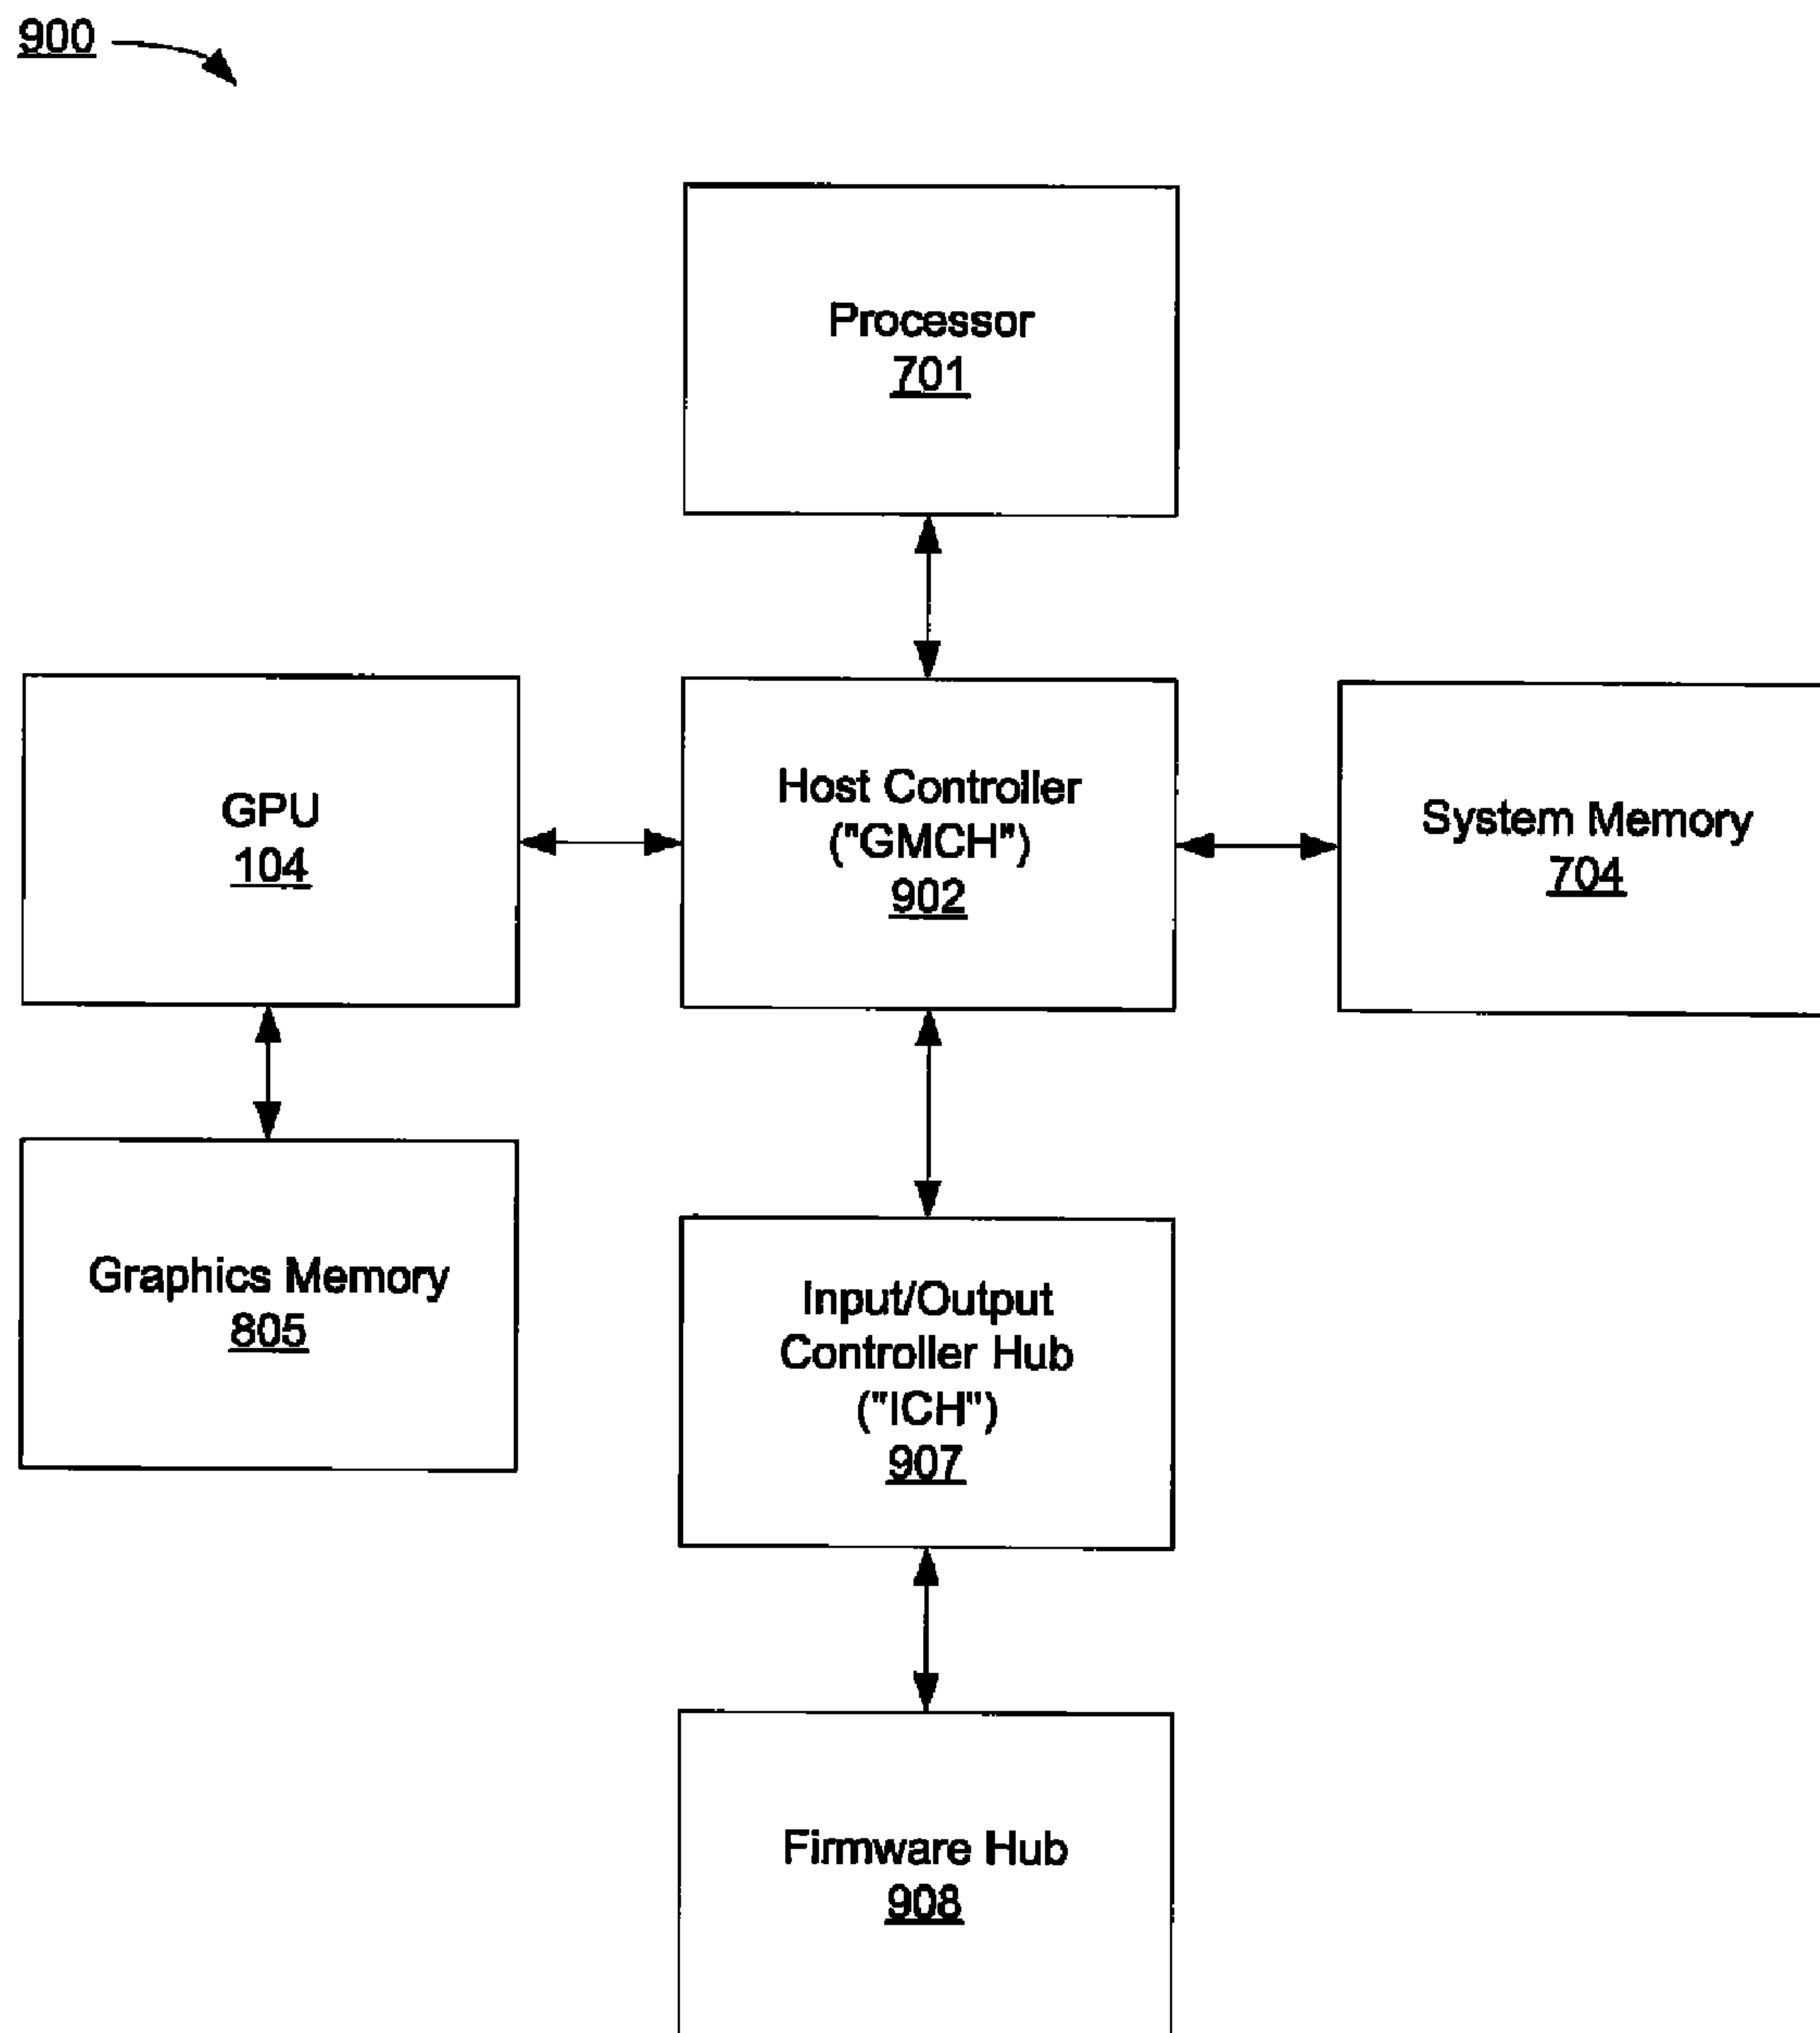 900
Processor
701
GPU
104
Host Controller
("GMCH")
902
System Memory
704
Graphics Memory
805
Input/Output
Controller Hub
("ICH")
907
Firmware Hub
908